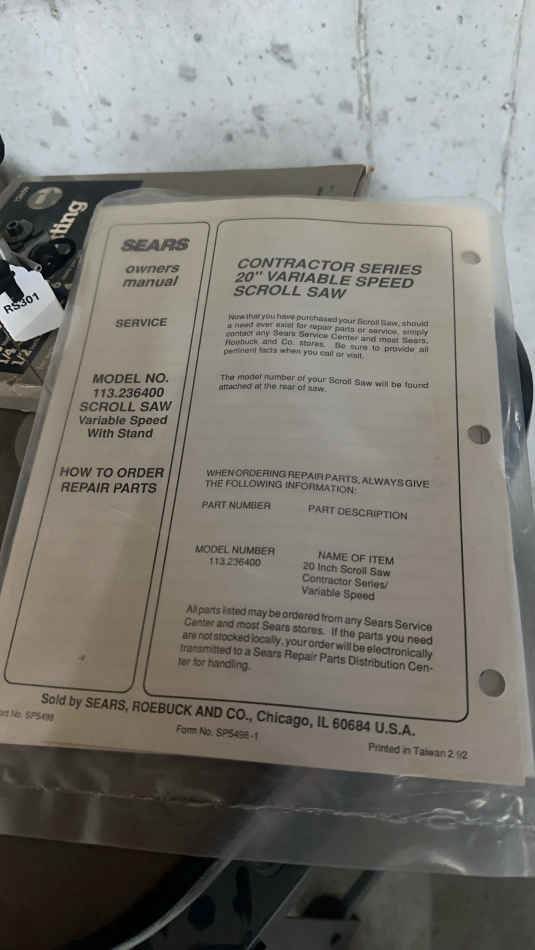 SEARS
owners
manual
SERVICE
MODEL NO.
113.236400
SCROLL SAW
Variable Speed
With Stand
HOW TO ORDER
REPAIR PARTS
CONTRACTOR SERIES
20" VARIABLE SPEED
SCROLL SAW
Now that you have purchased your Scroll Saw, should
a need ever exist for repair parts or service, simply
contact any Sears Service Center and most Sears,
Roebuck and Co. stores. Be sure to provide all
pertinent facts when you call or visit.
The model number of your Scroll Saw will be found
attached at the rear of saw.
WHEN ORDERING REPAIR PARTS, ALWAYS GIVE
THE FOLLOWING INFORMATION:
PART NUMBER PART DESCRIPTION
MODEL NUMBER NAME OF ITEM
113.236400 20 Inch Scroll Saw
Contractor Series/
Variable Speed
All parts listed may be ordered from any Sears Service
Center and most Sears stores. If the parts you need
are not stocked locally, your order will be electronically
transmitted to a Sears Repair Parts Distribution Cen-
ter for handling.
Sold by SEARS, ROEBUCK AND CO., Chicago, IL 60684 U.S.A.
No. SP5498
Form No. SP5498-1
Printed in Taiwan 2/92
RS301
1/4
1/2